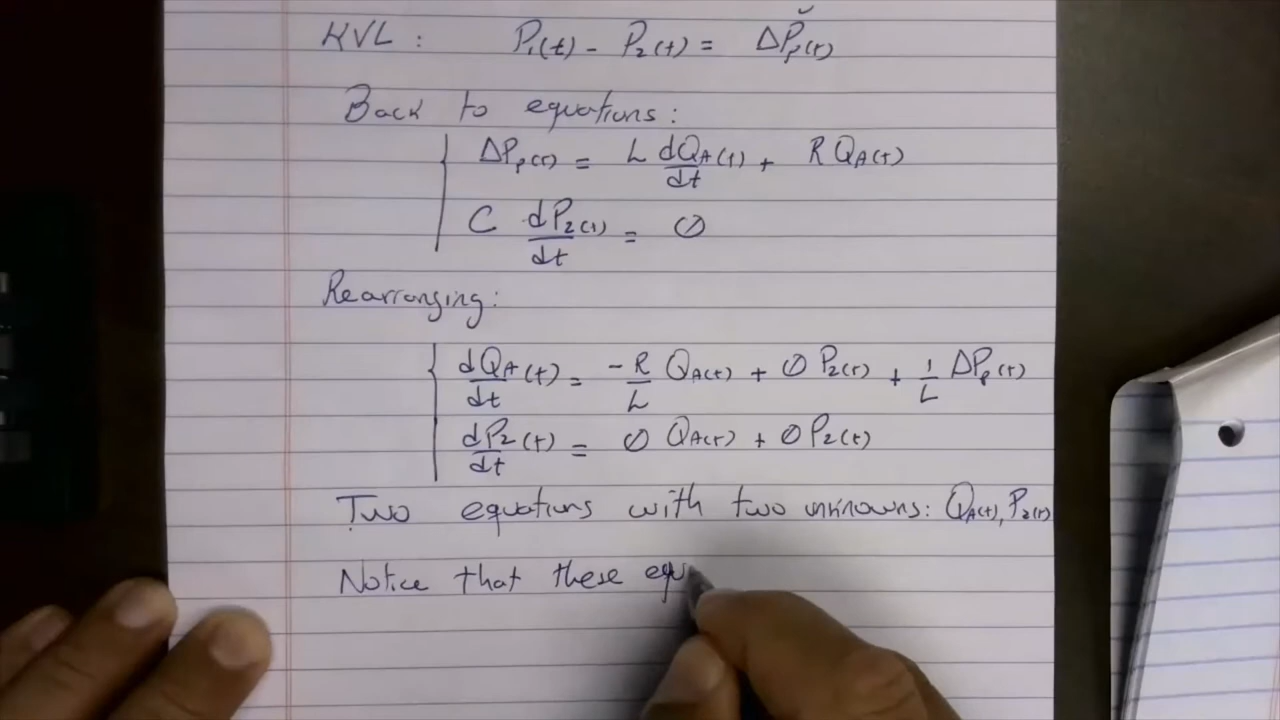 KVL : P₁(t) - P₂(t) = ΔPₚ(t)
Back to equations:
ΔPₚ(t) = L dQA(t)/dt + R QA(t)
C dP₂(t)/dt = 0
Rearranging:
dQA(t)/dt = -R/L QA(t) + 0 P₂(t) + 1/L ΔPₚ(t)
dP₂(t)/dt = 0 QA(t) + 0 P₂(t)
Two equations with two unknowns: QA(t), P₂(t)
Notice that these equ